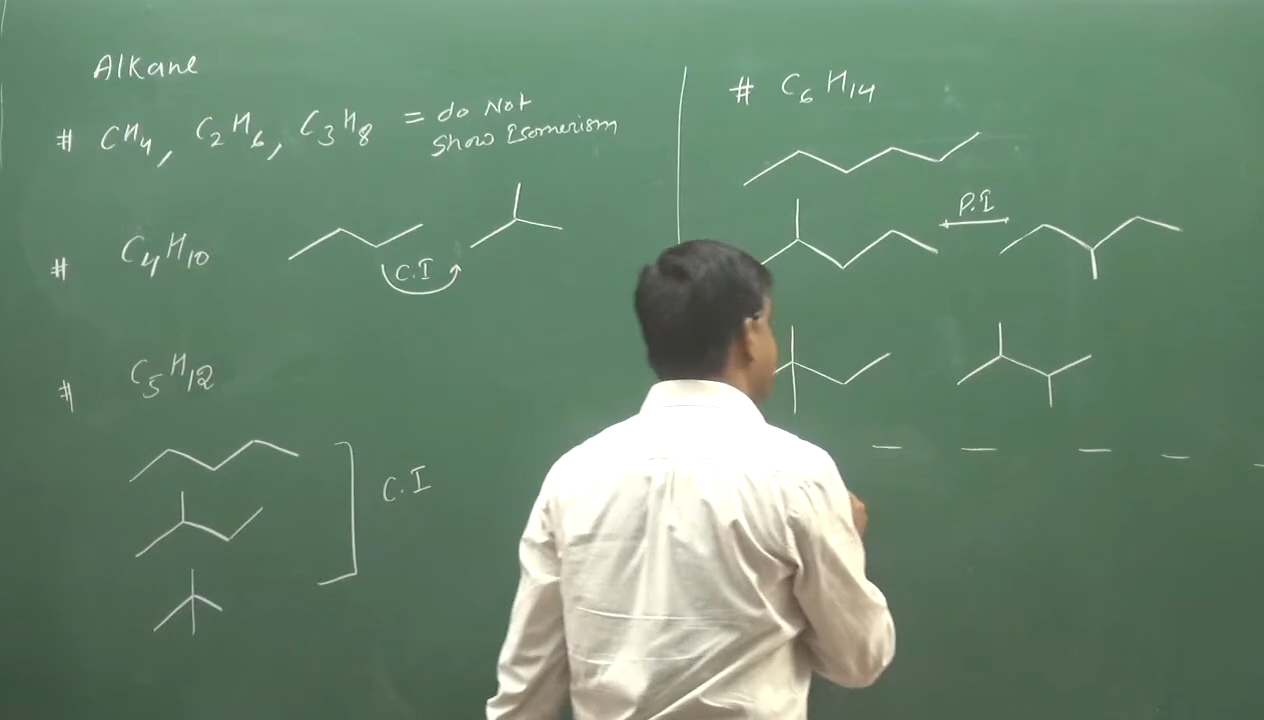 Alkane
# CH₄, C₂H₆, C₃H₈ = do Not
Show Isomerism
# C₄H₁₀
C.I
# C₅H₁₂
C.I
# C₆H₁₄
P.I